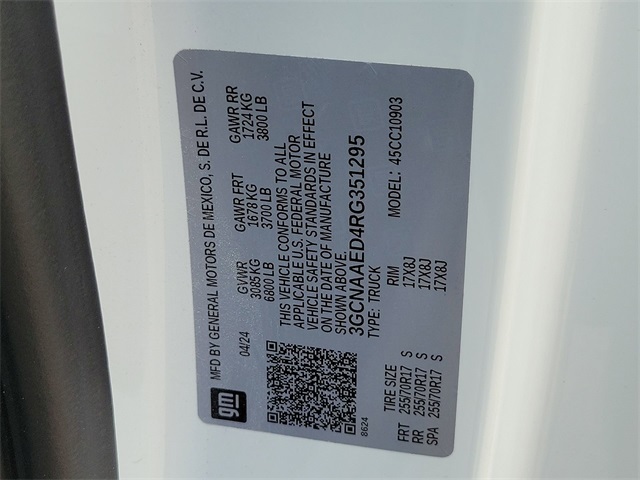 gm
MFD BY GENERAL MOTORS DE MEXICO, S. DE R.L. DE C.V.
04/24
GVWR GAWR FRT GAWR RR
3085 KG 1678 KG 1724 KG
6800 LB 3700 LB 3800 LB
THIS VEHICLE CONFORMS TO ALL
APPLICABLE U.S. FEDERAL MOTOR
VEHICLE SAFETY STANDARDS IN EFFECT
ON THE DATE OF MANUFACTURE
SHOWN ABOVE.
3GCNAAED4RG351295
TYPE: TRUCK MODEL: 45CC10903
8624
TIRE SIZE RIM
FRT 255/70R17 S 17X8J
RR 255/70R17 S 17X8J
SPA 255/70R17 S 17X8J